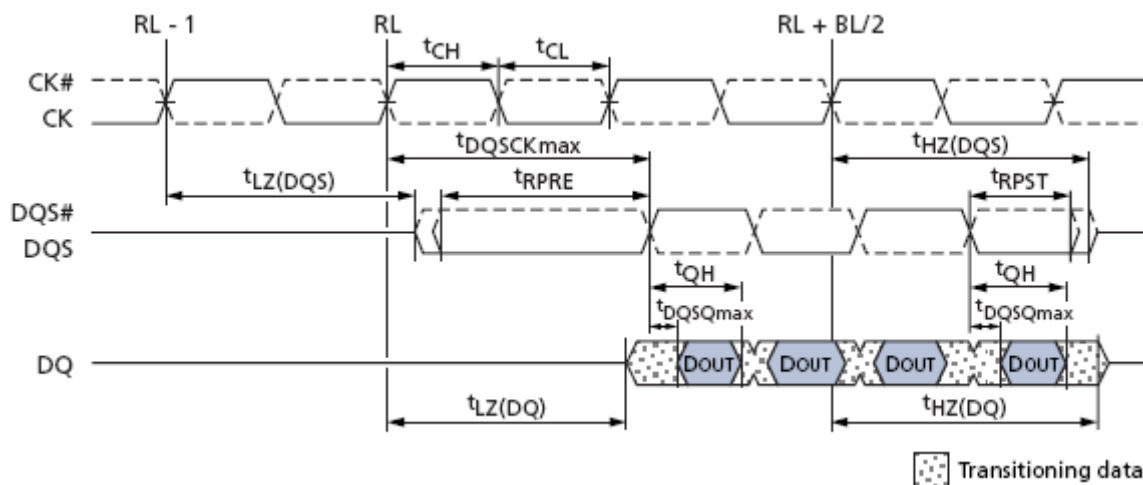 RL - 1 RL RL + BL/2
tCH tCL
CK#
CK
tDQSCKmax tHZ(DQS)
tLZ(DQS) tRPRE tRPST
DQS#
DQS
tQH tQH
tDQSQmax tDQSQmax
DQ DOUT DOUT DOUT DOUT
tLZ(DQ) tHZ(DQ)
Transitioning data